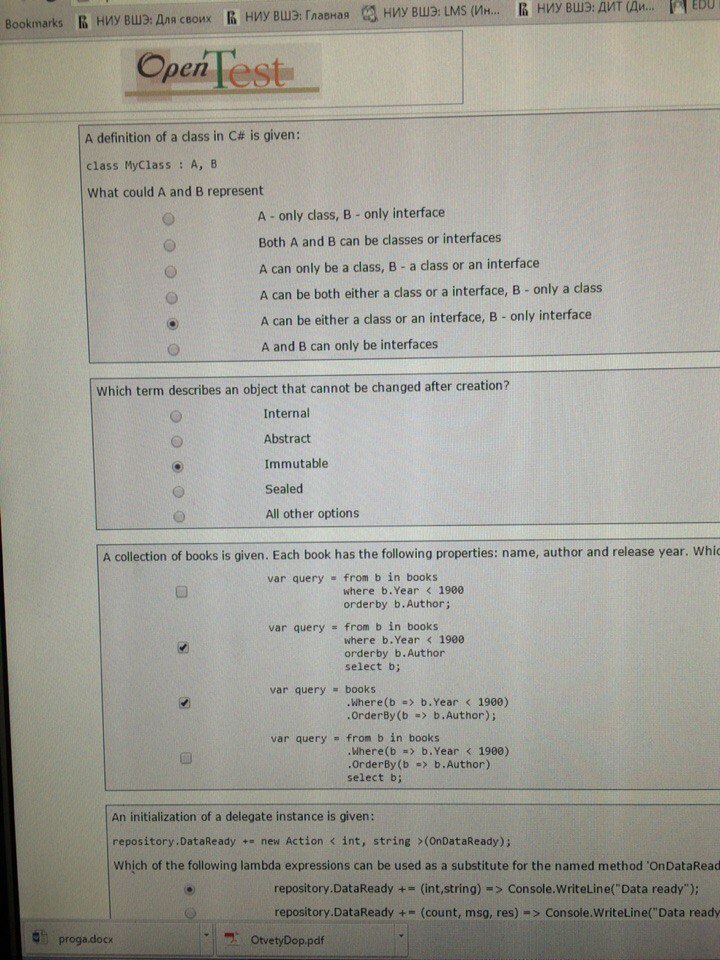 Bookmarks НИУ ВШЭ: Для своих НИУ ВШЭ: Главная НИУ ВШЭ: LMS (Ин... НИУ ВШЭ: ДИТ (Ди... EDU
OpenTest
A definition of a class in C# is given:
class MyClass : A, B
What could A and B represent
A - only class, B - only interface
Both A and B can be classes or interfaces
A can only be a class, B - a class or an interface
A can be both either a class or a interface, B - only a class
A can be either a class or an interface, B - only interface
A and B can only be interfaces
Which term describes an object that cannot be changed after creation?
Internal
Abstract
Immutable
Sealed
All other options
A collection of books is given. Each book has the following properties: name, author and release year. Whic
var query = from b in books
where b.Year < 1900
orderby b.Author;
var query = from b in books
where b.Year < 1900
orderby b.Author
select b;
var query = books
.Where(b => b.Year < 1900)
.OrderBy(b => b.Author);
var query = from b in books
.Where(b => b.Year < 1900)
.OrderBy(b => b.Author)
select b;
An initialization of a delegate instance is given:
repository.DataReady += new Action < int, string >(OnDataReady);
Which of the following lambda expressions can be used as a substitute for the named method 'OnDataRead
repository.DataReady += (int,string) => Console.WriteLine("Data ready");
repository.DataReady += (count, msg, res) => Console.WriteLine("Data ready
proga.docx OtvetyDop.pdf